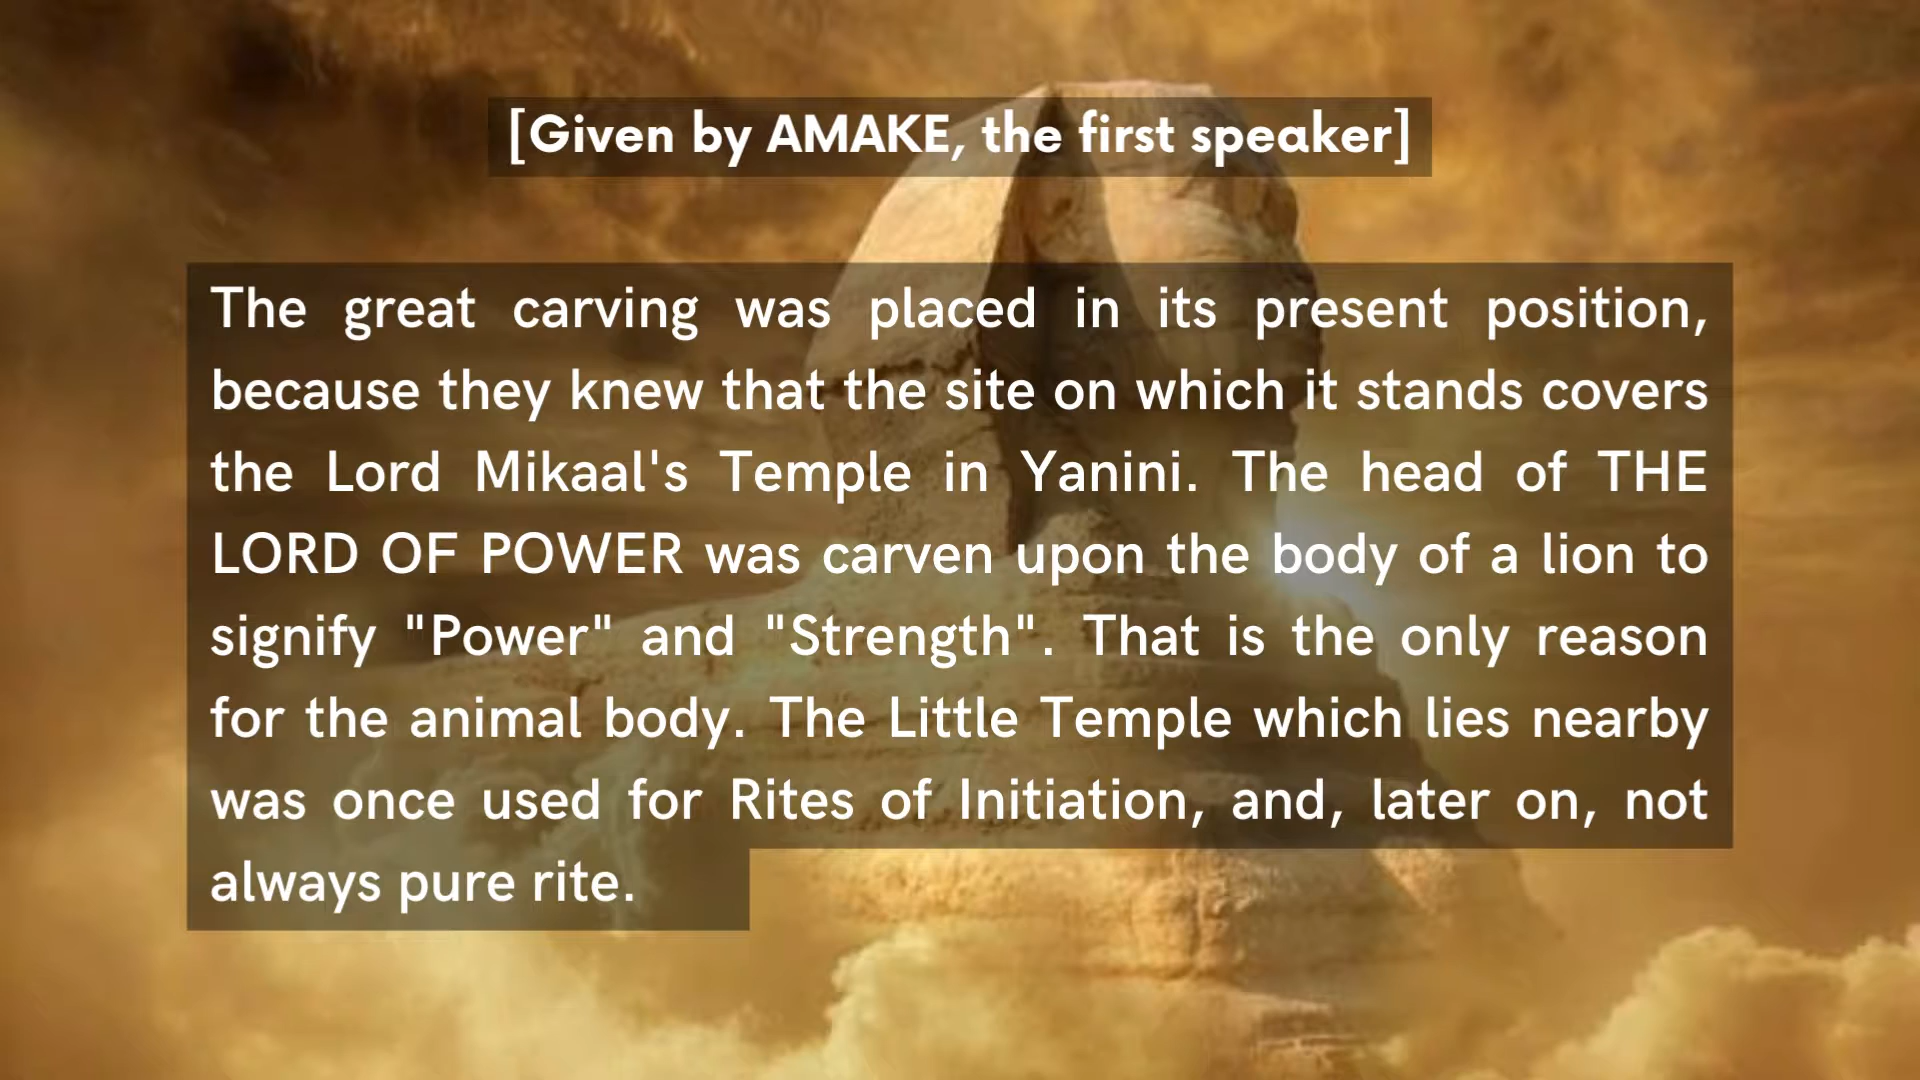 [Given by AMAKE, the first speaker]
The great carving was placed in its present position,
because they knew that the site on which it stands covers
the Lord Mikaal's Temple in Yanini. The head of THE
LORD OF POWER was carven upon the body of a lion to
signify "Power" and "Strength". That is the only reason
for the animal body. The Little Temple which lies nearby
was once used for Rites of Initiation, and, later on, not
always pure rite.